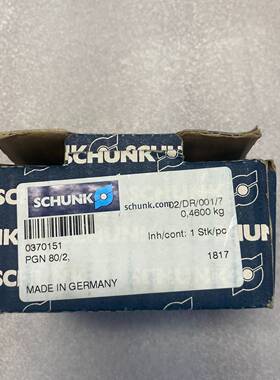 SCHUNK
SCHUNK
schunk.com
02/DR/001/7
0,4600 kg
0370151
PGN 80/2,
Inh/cont: 1 Stk/pc
1817
MADE IN GERMANY